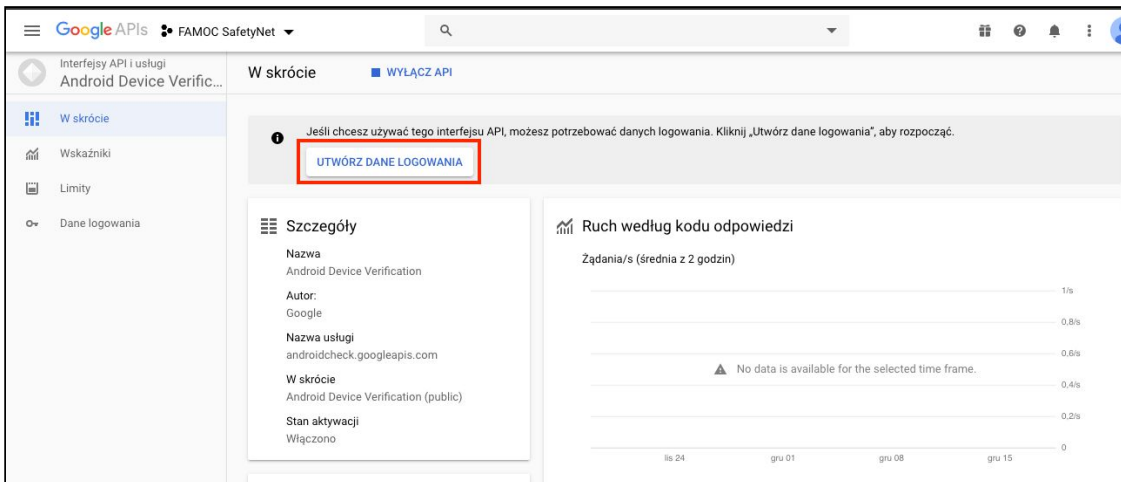 Google APIs FAMOC SafetyNet
Interfejsy API i usługi
Android Device Verific...
W skrócie
WYŁĄCZ API
W skrócie
Wskaźniki
Limity
Dane logowania
Jeśli chcesz używać tego interfejsu API, możesz potrzebować danych logowania. Kliknij „Utwórz dane logowania”, aby rozpocząć.
UTWÓRZ DANE LOGOWANIA
Szczegóły
Nazwa
Android Device Verification
Autor:
Google
Nazwa usługi
androidcheck.googleapis.com
W skrócie
Android Device Verification (public)
Stan aktywacji
Włączono
Ruch według kodu odpowiedzi
Żądania/s (średnia z 2 godzin)
1/s
0,8/s
0,6/s
No data is available for the selected time frame.
0,4/s
0,2/s
0
lis 24 gru 01 gru 08 gru 15